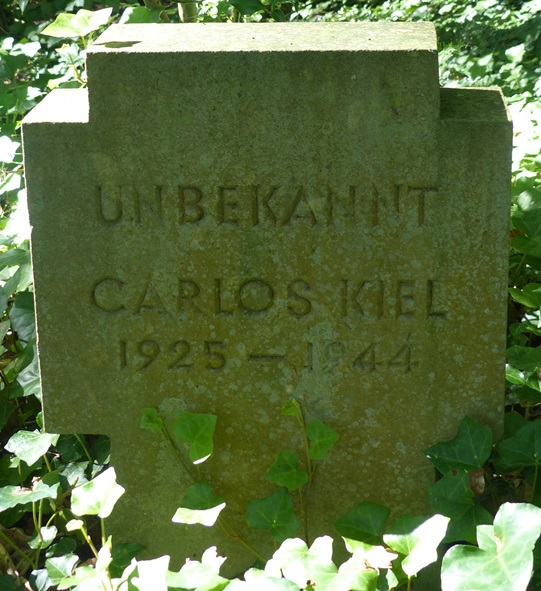 UNBEKANNT
CARLOS KIEL
1925 – 1944